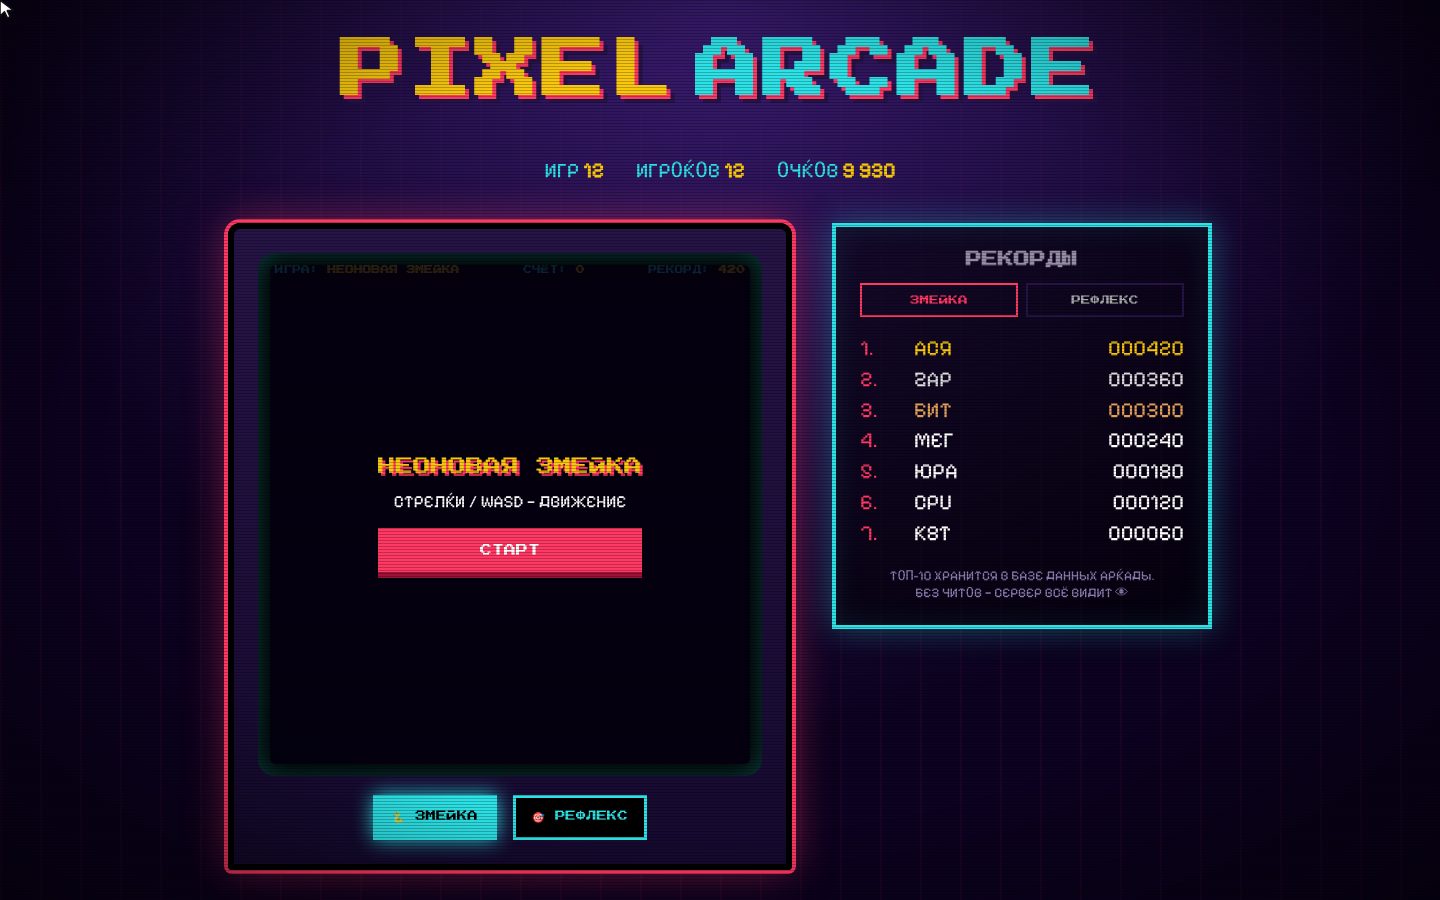 PIXEL ARCADE
ИГР 12 ИГРОКОВ 12 ОЧКОВ 9 930
ИГРА: НЕОНОВАЯ ЗМЕЙКА СЧЁТ: 0 РЕКОРД: 420
НЕОНОВАЯ ЗМЕЙКА
СТРЕЛКИ / WASD – ДВИЖЕНИЕ
СТАРТ
ЗМЕЙКА РЕФЛЕКС
РЕКОРДЫ
ЗМЕЙКА РЕФЛЕКС
1. АСЯ 000420
2. ZАР 000360
3. БИТ 000300
4. МЕГ 000240
5. ЮРА 000180
6. CPU 000120
7. К8Т 000060
ТОП-10 ХРАНИТСЯ В БАЗЕ ДАННЫХ АРКАДЫ.
БЕЗ ЧИТОВ – СЕРВЕР ВСЁ ВИДИТ